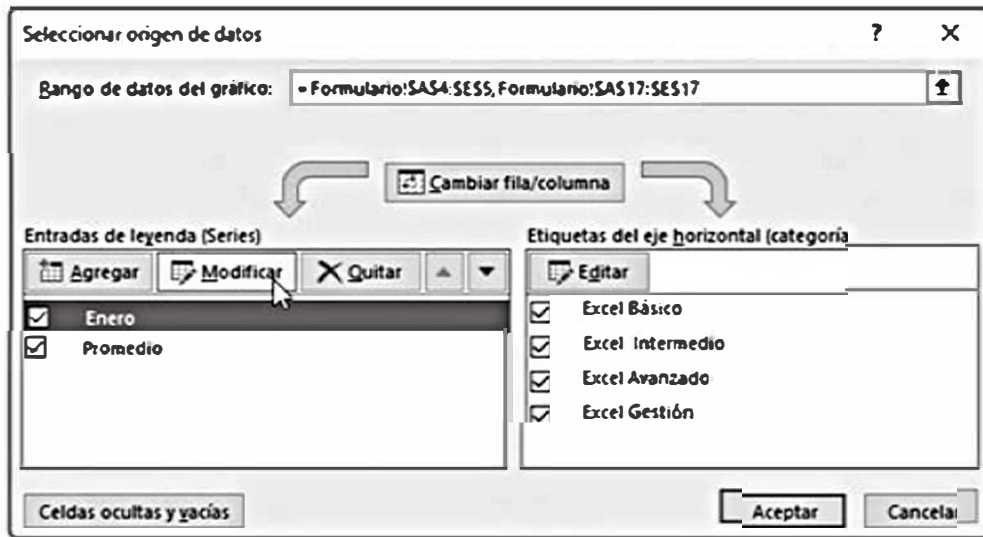 Seleccionar origen de datos ? X
Rango de datos del gráfico: = Formulario!$A$4:$E$5, Formulario!$A$17:$E$17
Cambiar fila/columna
Entradas de leyenda (Series)
Agregar Modificar Quitar
Enero
Promedio
Etiquetas del eje horizontal (categoría
Editar
Excel Básico
Excel Intermedio
Excel Avanzado
Excel Gestión
Celdas ocultas y vacías
Aceptar Cancelar